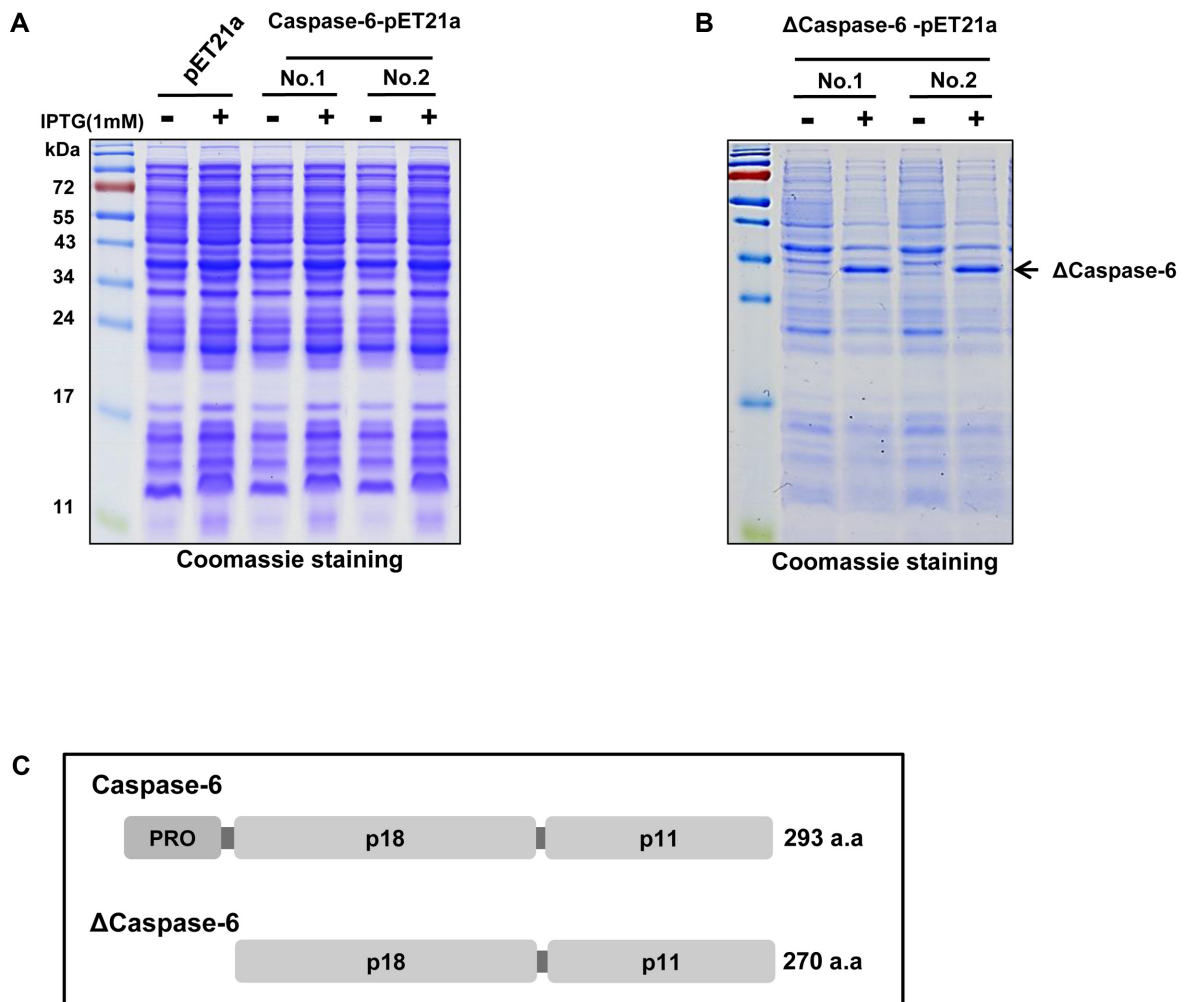 A
pET21a
Caspase-6-pET21a
No.1
No.2
IPTG(1mM)
- + - + - +
kDa
72
55
43
34
24
17
11
Coomassie staining
B
ΔCaspase-6 -pET21a
No.1
No.2
- + - +
ΔCaspase-6
Coomassie staining
C
Caspase-6
PRO p18 p11 293 a.a
ΔCaspase-6
p18 p11 270 a.a